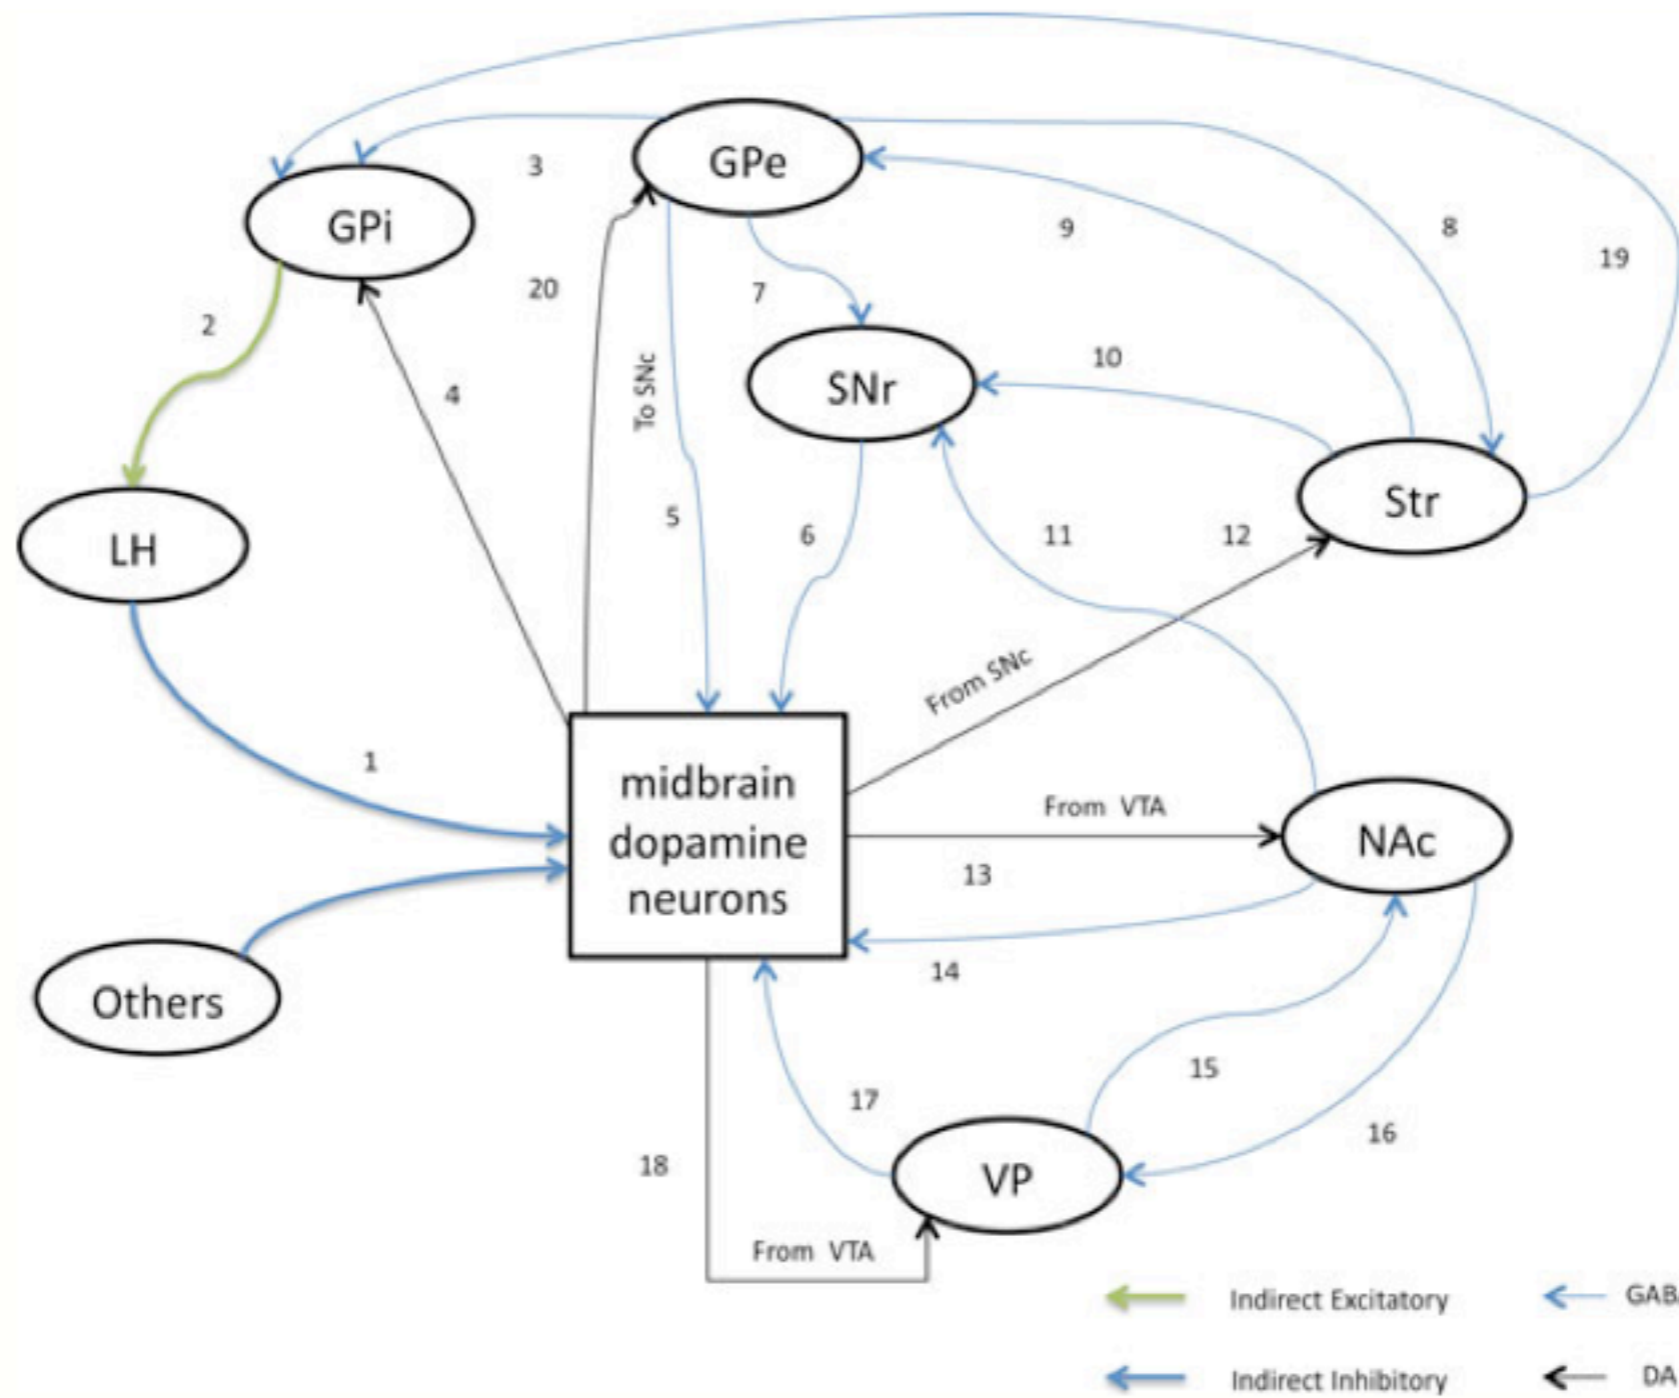 GPe
3
GPi
9
8
19
20
7
2
SNr
10
To SNc
4
Str
5
6
11
12
LH
From SNc
1
midbrain
dopamine
neurons
From VTA
NAc
13
14
Others
15
17
16
18
VP
From VTA
Indirect Excitatory
GAB
Indirect Inhibitory
DA